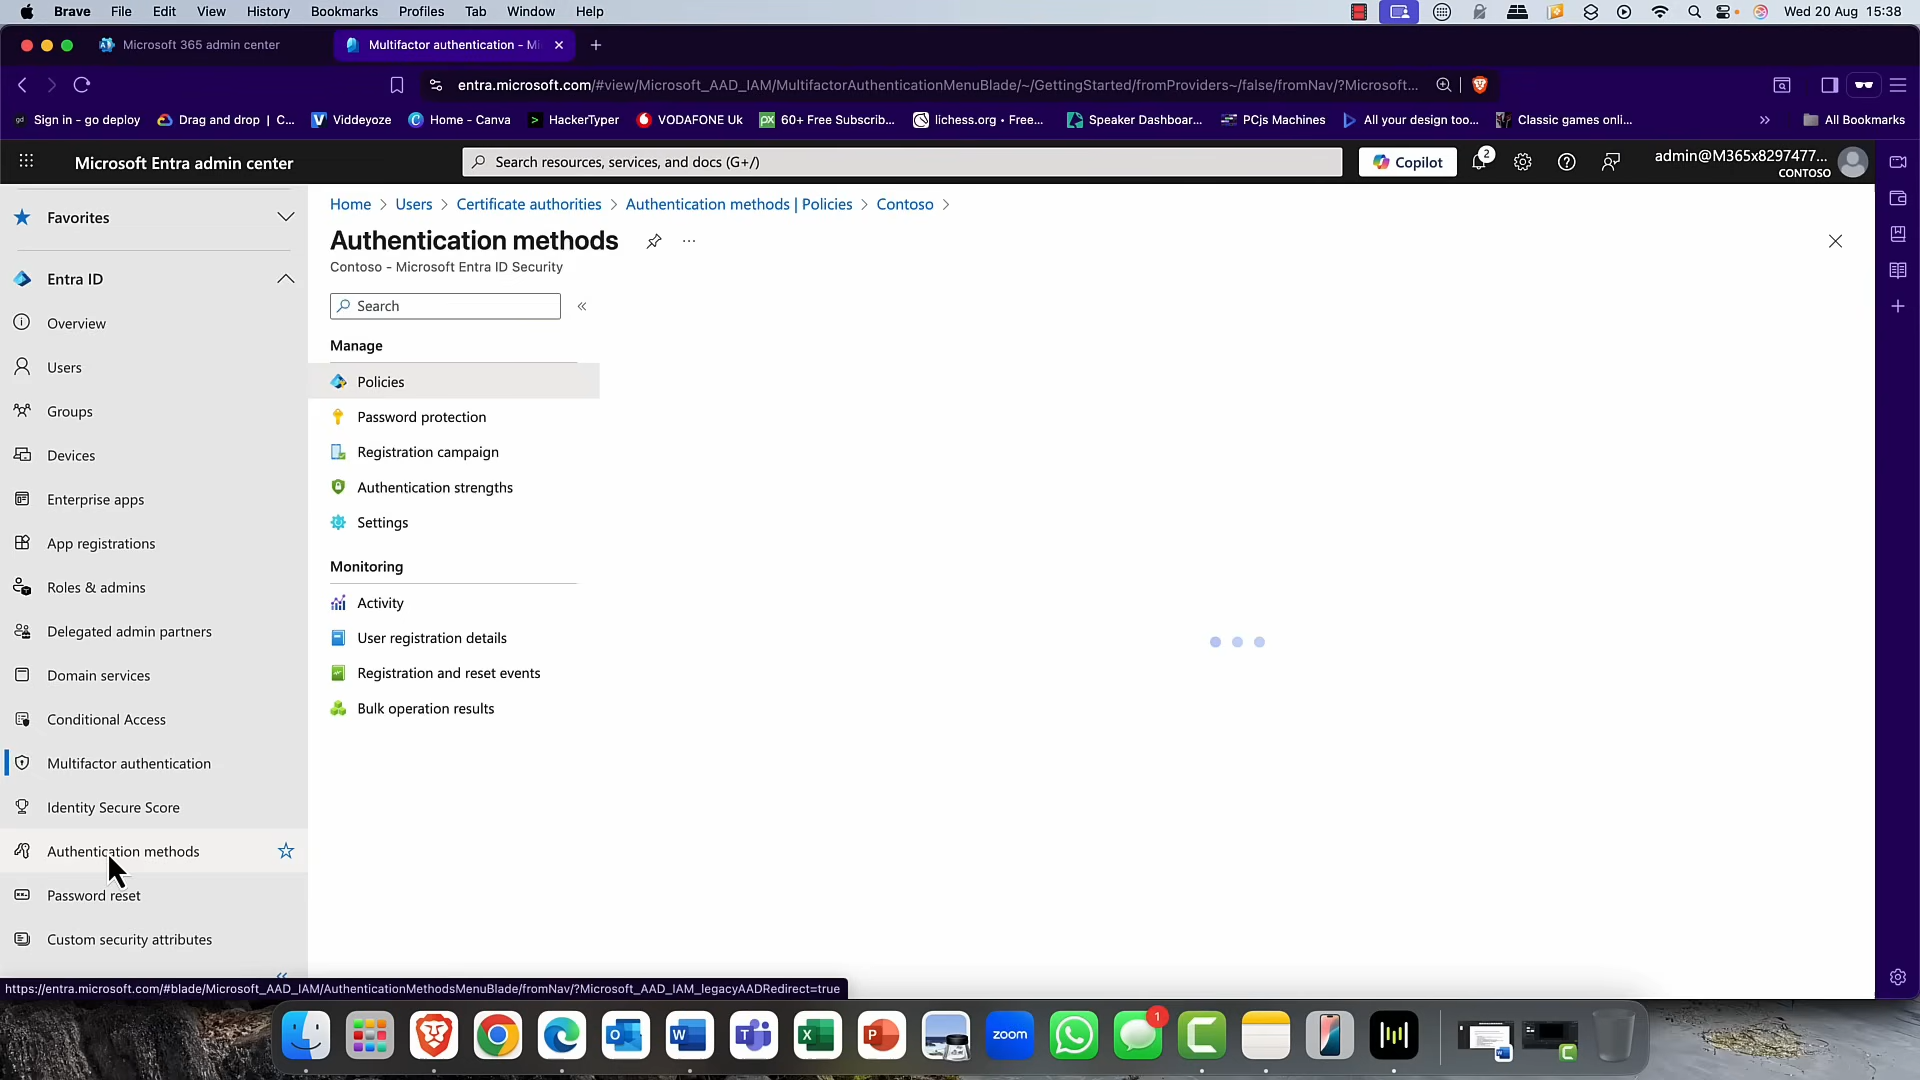 Brave File Edit View History Bookmarks Profiles Tab Window Help Wed 20 Aug 15:38
Microsoft 365 admin center Multifactor authentication - Mi
entra.microsoft.com/#view/Microsoft_AAD_IAM/MultifactorAuthenticationMenuBlade/~/GettingStarted/fromProviders~/false/fromNav/?Microsoft...
gd Sign in - go deploy Drag and drop | C... Viddeyoze Home - Canva HackerTyper VODAFONE Uk 60+ Free Subscrib... lichess.org • Free... Speaker Dashboar... PCjs Machines All your design too... Classic games onli... » All Bookmarks
Microsoft Entra admin center Search resources, services, and docs (G+/) Copilot 2 admin@M365x8297477...
CONTOSO
Favorites
Entra ID
Overview
Users
Groups
Devices
Enterprise apps
App registrations
Roles & admins
Delegated admin partners
Domain services
Conditional Access
Multifactor authentication
Identity Secure Score
Authentication methods
Password reset
Custom security attributes
Home > Users > Certificate authorities > Authentication methods | Policies > Contoso >
Authentication methods ...
Contoso - Microsoft Entra ID Security
Search «
Manage
Policies
Password protection
Registration campaign
Authentication strengths
Settings
Monitoring
Activity
User registration details
Registration and reset events
Bulk operation results
https://entra.microsoft.com/#blade/Microsoft_AAD_IAM/AuthenticationMethodsMenuBlade/fromNav/?Microsoft_AAD_IAM_legacyAADRedirect=true
zoom 1